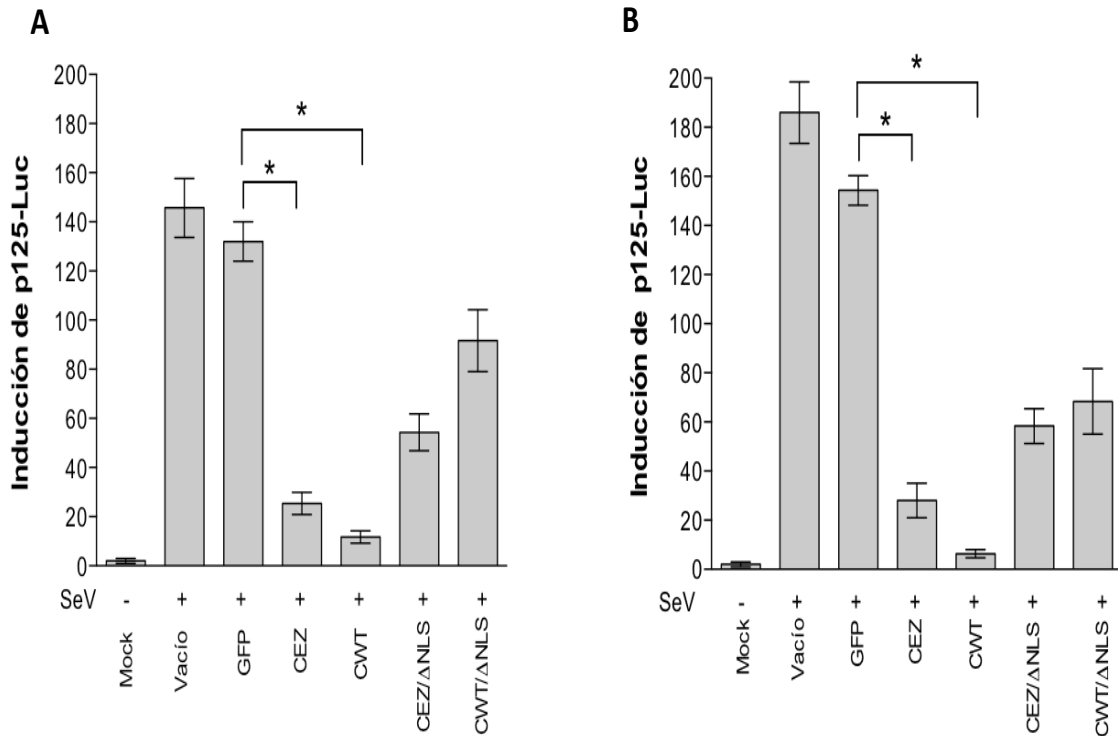 A
Inducción de p125-Luc
200
180
160
140
120
100
80
60
40
20
0
*
*
SeV - + + + + + +
Mock
Vacío
GFP
CEZ
CWT
CEZ/ΔNLS
CWT/ΔNLS
B
Inducción de p125-Luc
200
180
160
140
120
100
80
60
40
20
0
*
*
SeV
Mock -
Vacío +
GFP +
CEZ +
CWT +
CEZ/ΔNLS +
CWT/ΔNLS +